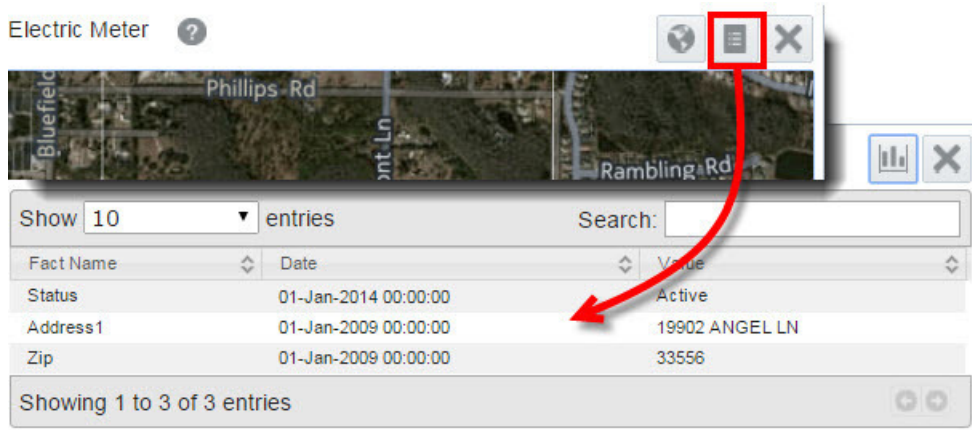 Electric Meter ?
Phillips Rd
Bluefield
ont Ln
Rambling Rd
Show 10 entries Search:
Fact Name Date Value
Status 01-Jan-2014 00:00:00 Active
Address1 01-Jan-2009 00:00:00 19902 ANGEL LN
Zip 01-Jan-2009 00:00:00 33556
Showing 1 to 3 of 3 entries